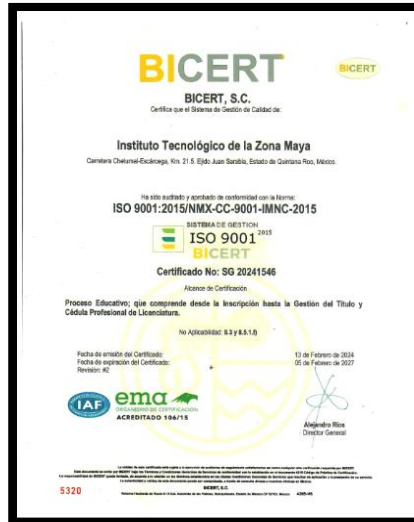 BICERT
BICERT
BICERT, S.C.
Certifica que el Sistema de Gestión de Calidad de:
Instituto Tecnológico de la Zona Maya
Carretera Chetumal-Escárcega, Km. 21.5. Ejido Juan Sarabia, Estado de Quintana Roo, México.
Ha sido auditado y aprobado de conformidad con la Norma:
ISO 9001:2015/NMX-CC-9001-IMNC-2015
SISTEMA DE GESTION
ISO 9001 2015
BICERT
Certificado No: SG 20241546
Alcance de Certificación
Proceso Educativo; que comprende desde la Inscripción hasta la Gestión del Título y
Cédula Profesional de Licenciatura.
No Aplicabilidad: 8.3 y 8.5.1.f)
Fecha de emisión del Certificado: 13 de Febrero de 2024
Fecha de expiración del Certificado: 05 de Febrero de 2027
Revisión: #2
IAF
ema
ORGANISMO DE CERTIFICACIÓN
ACREDITADO 106/15
Alejandro Ríos
Director General
BICERT, S.C.
5320